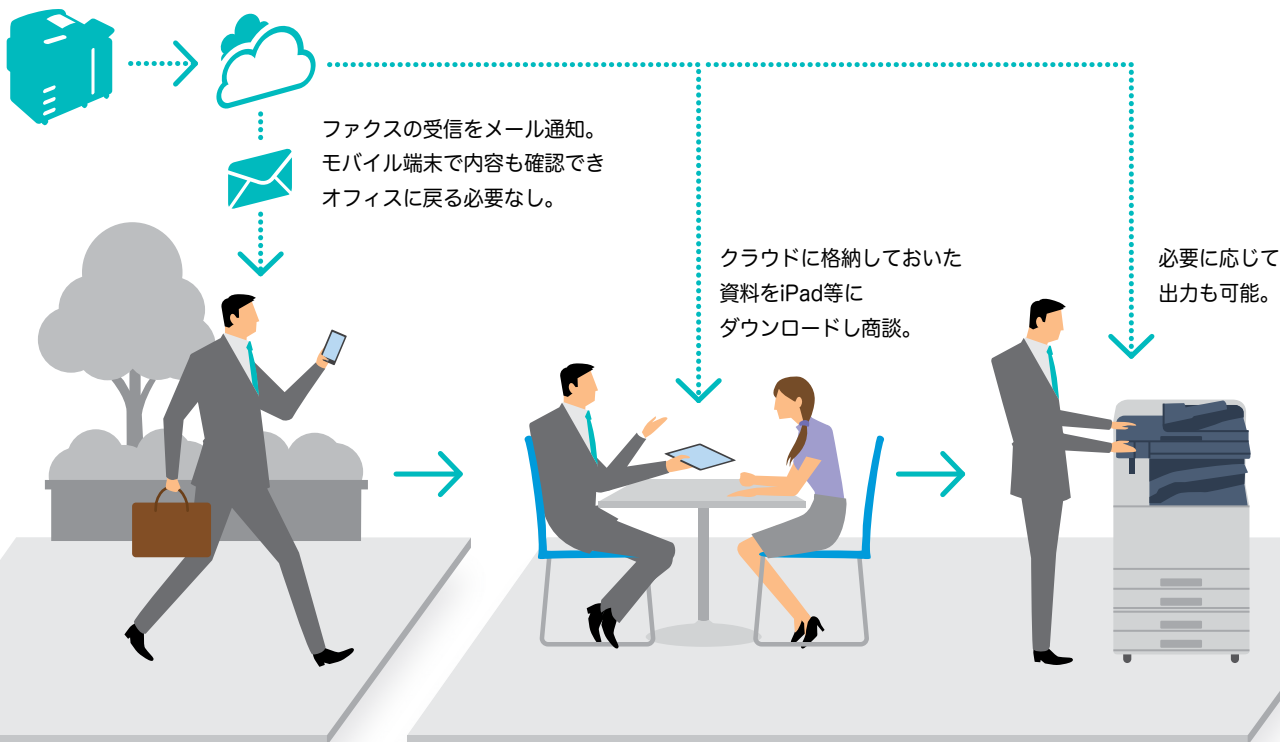 ファクスの受信をメール通知。
モバイル端末で内容も確認でき
オフィスに戻る必要なし。
クラウドに格納しておいた
資料をiPad等に
ダウンロードし商談。
必要に応じて
出力も可能。